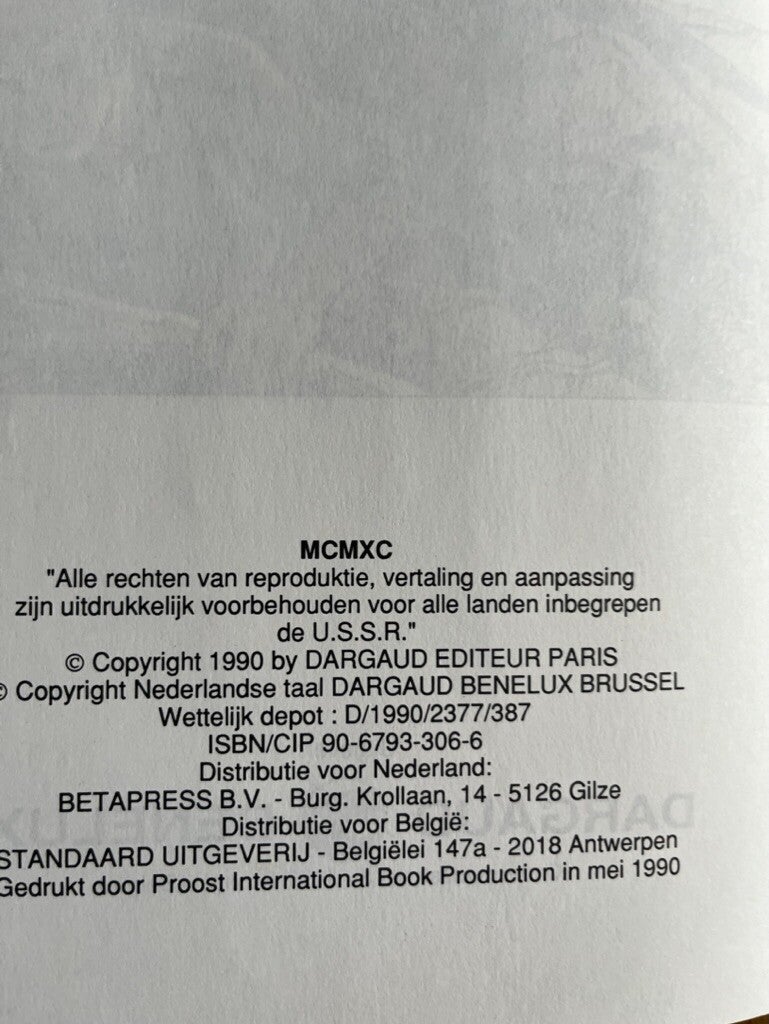 MCMXC
"Alle rechten van reproduktie, vertaling en aanpassing
zijn uitdrukkelijk voorbehouden voor alle landen inbegrepen
de U.S.S.R."
© Copyright 1990 by DARGAUD EDITEUR PARIS
© Copyright Nederlandse taal DARGAUD BENELUX BRUSSEL
Wettelijk depot : D/1990/2377/387
ISBN/CIP 90-6793-306-6
Distributie voor Nederland:
BETAPRESS B.V. - Burg. Krollaan, 14 - 5126 Gilze
Distributie voor België:
STANDAARD UITGEVERIJ - Belgiëlei 147a - 2018 Antwerpen
Gedrukt door Proost International Book Production in mei 1990